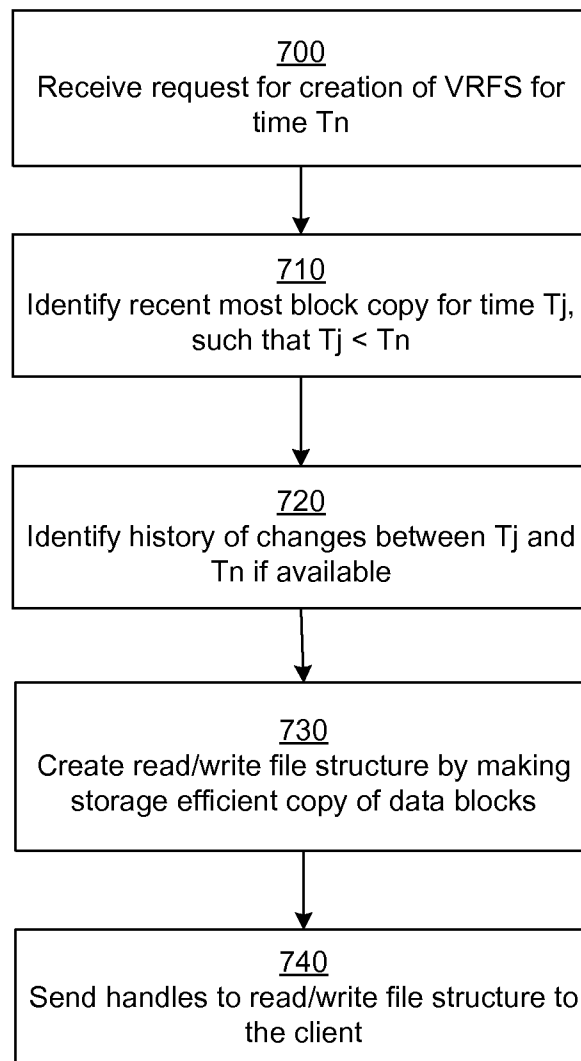 700
Receive request for creation of VRFS for
time Tn
710
Identify recent most block copy for time Tj,
such that Tj < Tn
720
Identify history of changes between Tj and
Tn if available
730
Create read/write file structure by making
storage efficient copy of data blocks
740
Send handles to read/write file structure to
the client